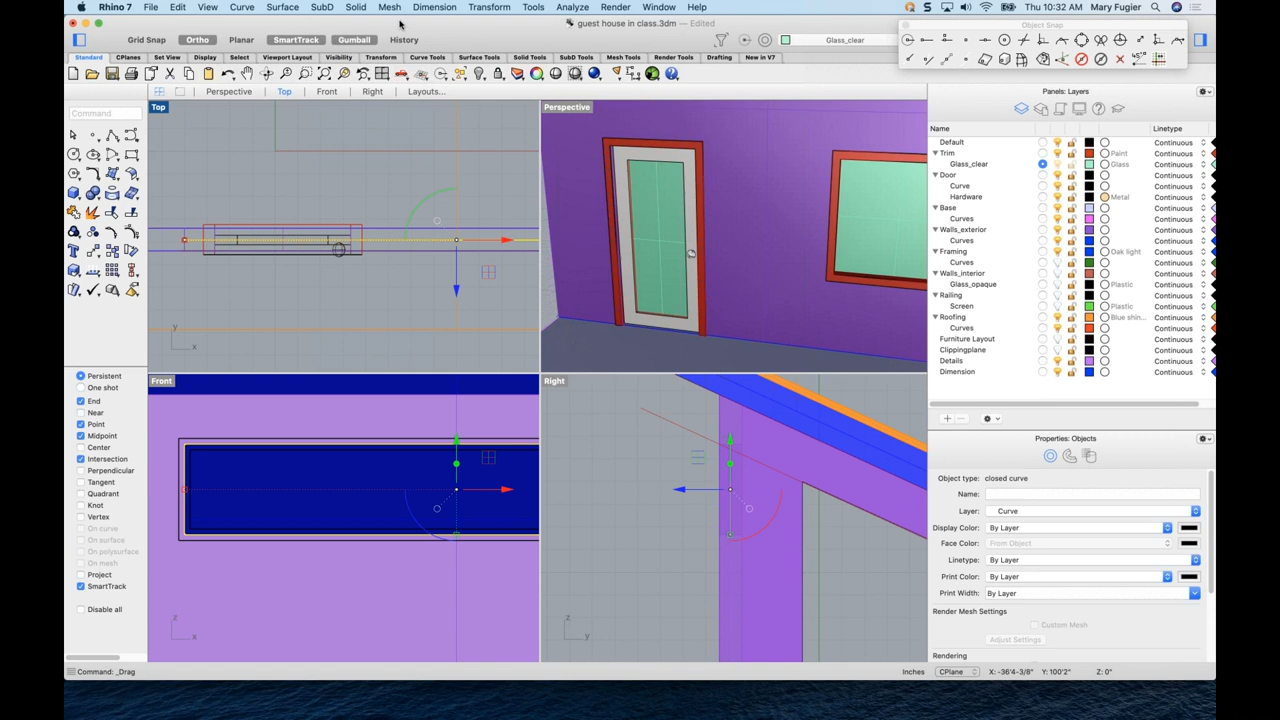 Rhino 7 File Edit View Curve Surface SubD Solid Mesh Dimension Transform Tools Analyze Render Window Help Thu 10:32 AM Mary Fugier
guest house in class.3dm — Edited
Object Snap
Grid Snap Ortho Planar SmartTrack Gumball History Glass_clear
Standard CPlanes Set View Display Select Viewport Layout Visibility Transform Curve Tools Surface Tools Solid Tools SubD Tools Mesh Tools Render Tools Drafting New in V7
Perspective Top Front Right Layouts...
Panels: Layers
Command
Top
Perspective
Front
Right
Name Linetype
Default Continuous
Trim Paint Continuous
Glass_clear Glass Continuous
Door Continuous
Curve Continuous
Hardware Metal Continuous
Base Continuous
Curves Continuous
Walls_exterior Continuous
Curves Continuous
Framing Oak light Continuous
Curves Continuous
Walls_interior Continuous
Glass_opaque Plastic Continuous
Railing Continuous
Screen Plastic Continuous
Roofing Blue shin... Continuous
Curves Continuous
Furniture Layout Continuous
Clippingplane Continuous
Details Continuous
Dimension Continuous
y
x
z
x
z
y
Persistent
One shot
End
Near
Point
Midpoint
Center
Intersection
Perpendicular
Tangent
Quadrant
Knot
Vertex
On curve
On surface
On polysurface
On mesh
Project
SmartTrack
Disable all
Properties: Objects
Object type: closed curve
Name:
Layer: Curve
Display Color: By Layer
Face Color: From Object
Linetype: By Layer
Print Color: By Layer
Print Width: By Layer
Render Mesh Settings
Custom Mesh
Adjust Settings
Rendering
Command: _Drag
Inches CPlane X: -36'4-3/8" Y: 100'2" Z: 0"